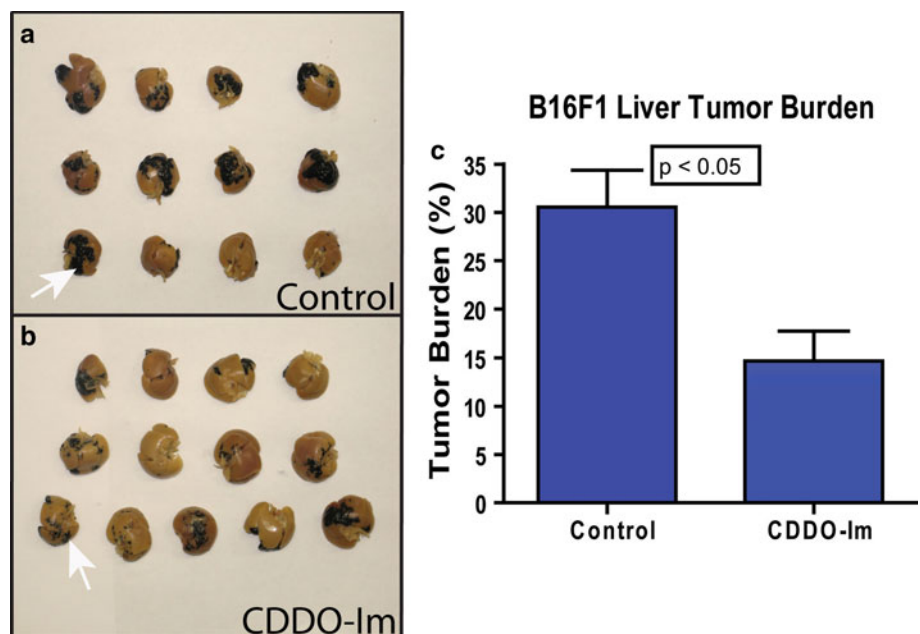 a
Control
b
CDDO-Im
B16F1 Liver Tumor Burden
c
p < 0.05
Tumor Burden (%)
35
30
25
20
15
10
5
0
Control
CDDO-Im